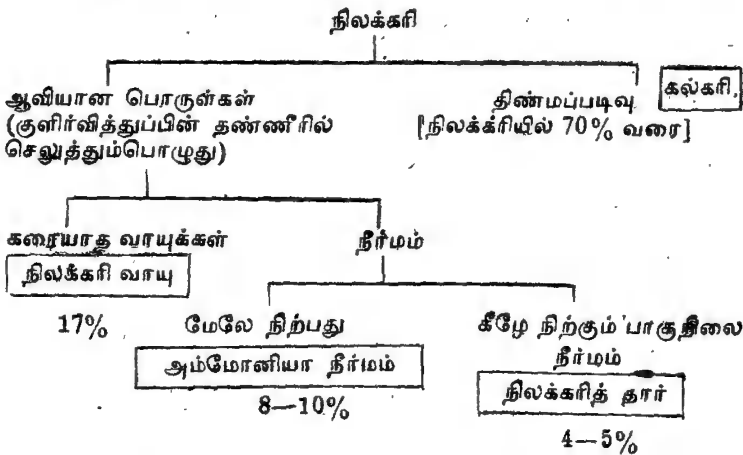 நிலக்கரி
ஆவியான பொருள்கள்
(குளிர்வித்துப்பின் தண்ணீரில்
செலுத்தும்பொழுது)
திண்மப்படிவு
[நிலக்கரியில் 70% வரை]
கல்கரி
கரையாத வாயுக்கள்
நிலக்கரி வாயு
17%
நீர்மம்
மேலே நிற்பது
அம்மோனியா நீர்மம்
8—10%
கீழே நிற்கும் பாகுநிலை
நீர்மம்
நிலக்கரித் தார்
4—5%